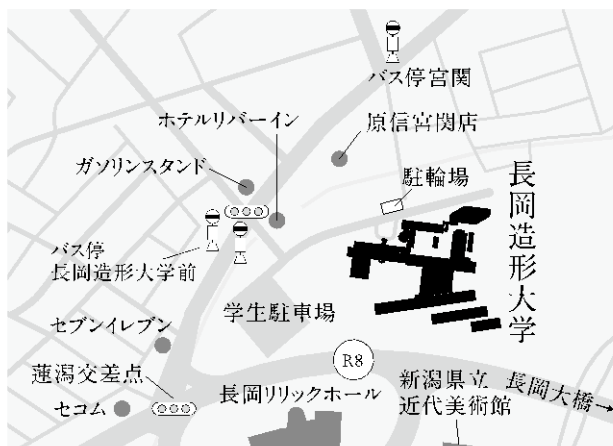 バス停宮関
ホテルリバーイン
原信宮関店
ガソリンスタンド
駐輪場
長岡造形大学
バス停
長岡造形大学前
学生駐車場
セブンイレブン
R8
蓮潟交差点
長岡リリックホール
新潟県立
近代美術館
長岡大橋→
セコム